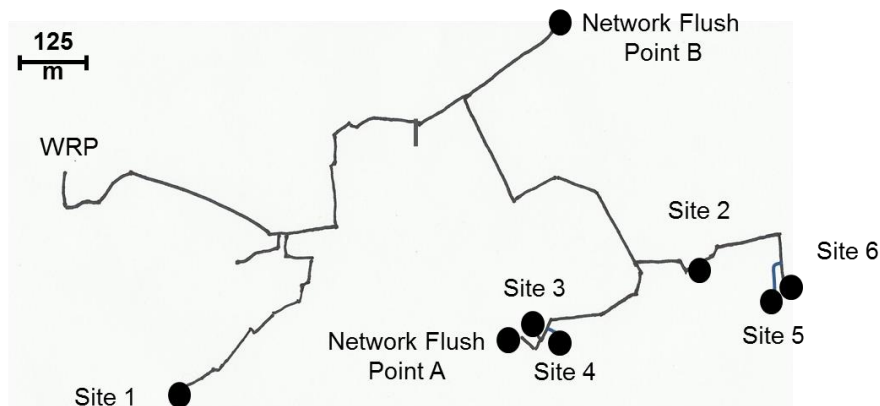 Network Flush
Point B
125
m
WRP
Site 2
Site 6
Site 3
Site 5
Network Flush
Point A
Site 4
Site 1